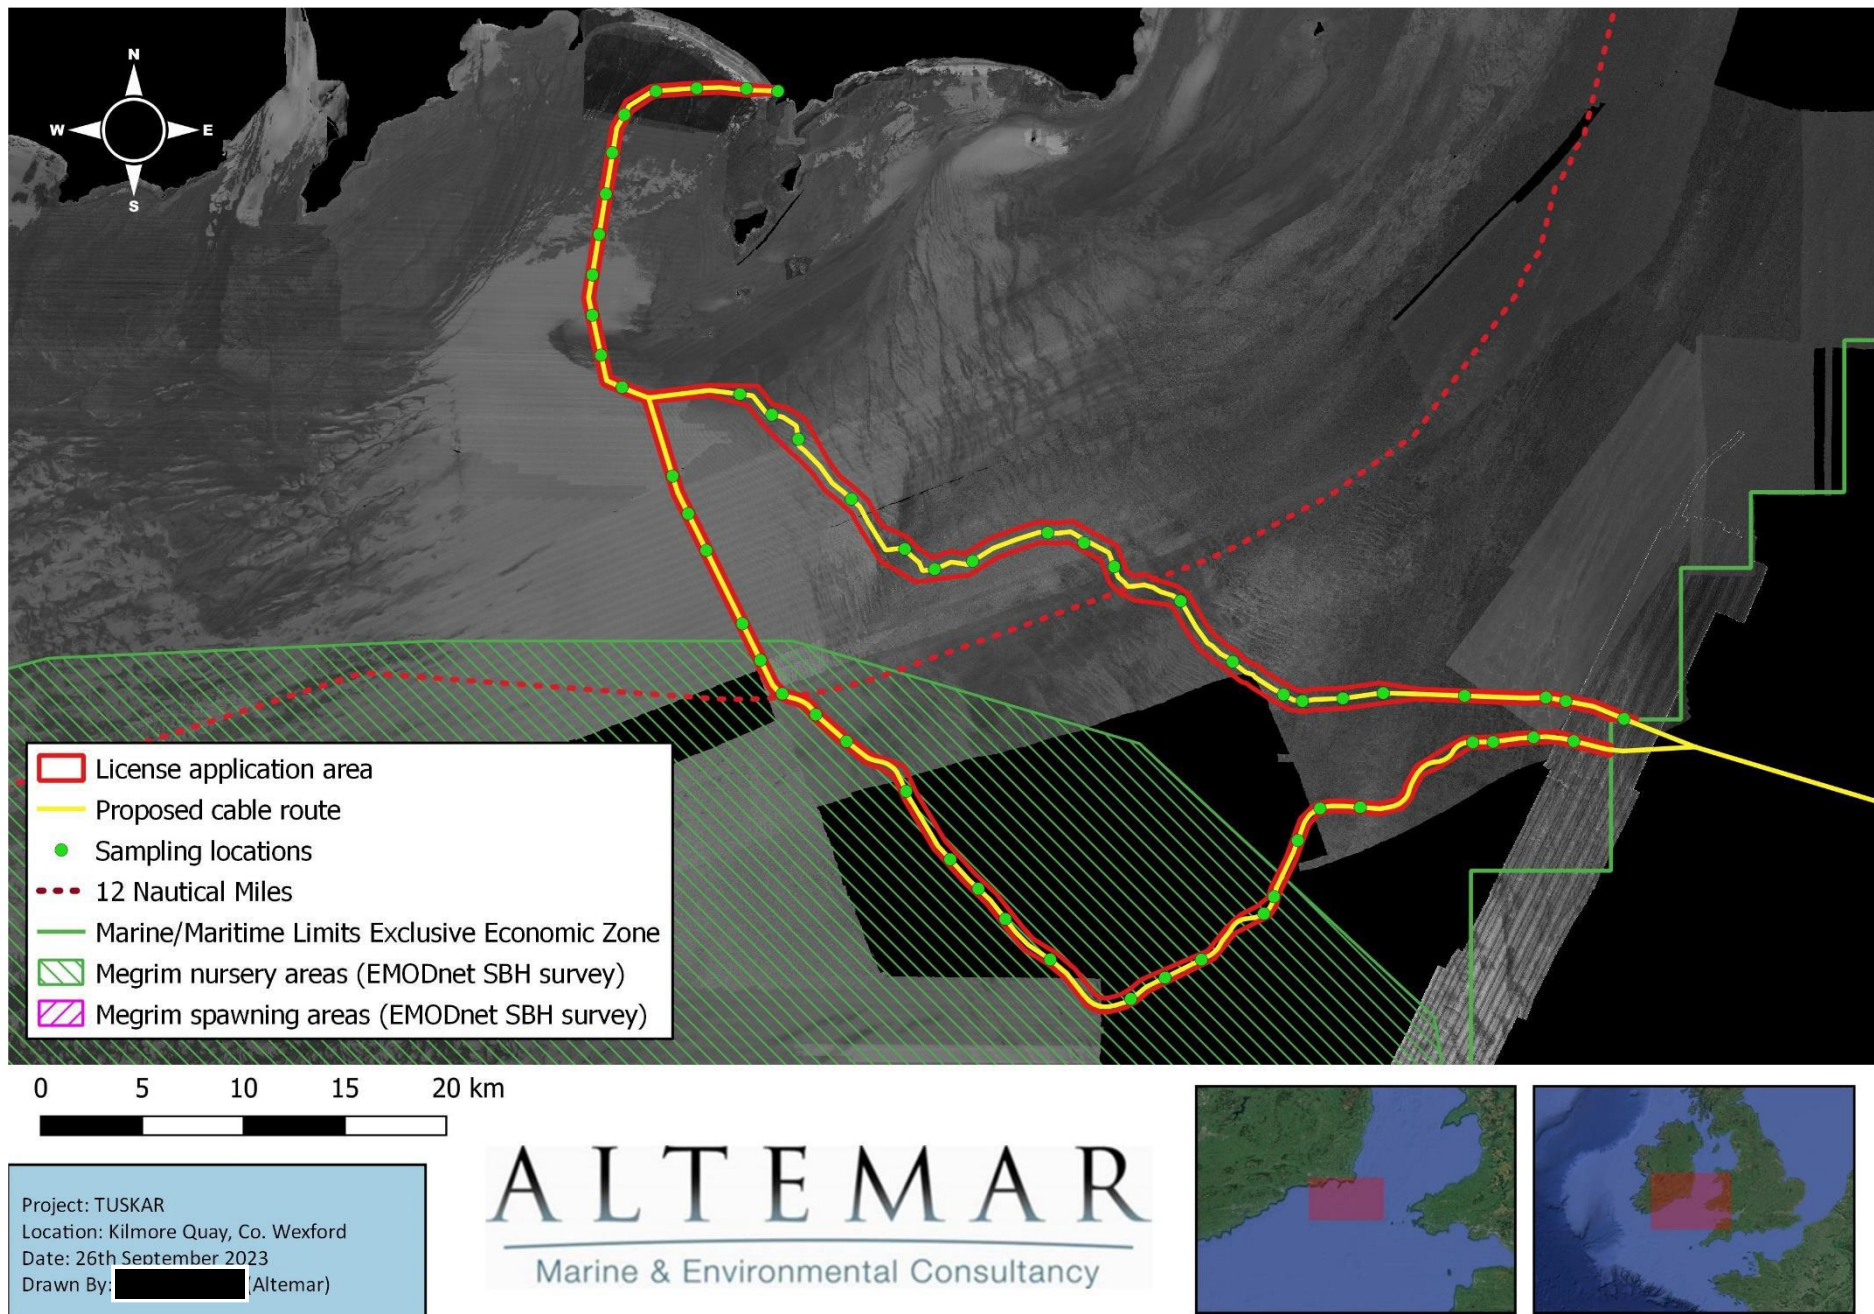 N
W E
S
License application area
Proposed cable route
Sampling locations
12 Nautical Miles
Marine/Maritime Limits Exclusive Economic Zone
Megrim nursery areas (EMODnet SBH survey)
Megrim spawning areas (EMODnet SBH survey)
0 5 10 15 20 km
Project: TUSKAR
Location: Kilmore Quay, Co. Wexford
Date: 26th September 2023
Drawn By: (Altemar)
ALTEMAR
Marine & Environmental Consultancy